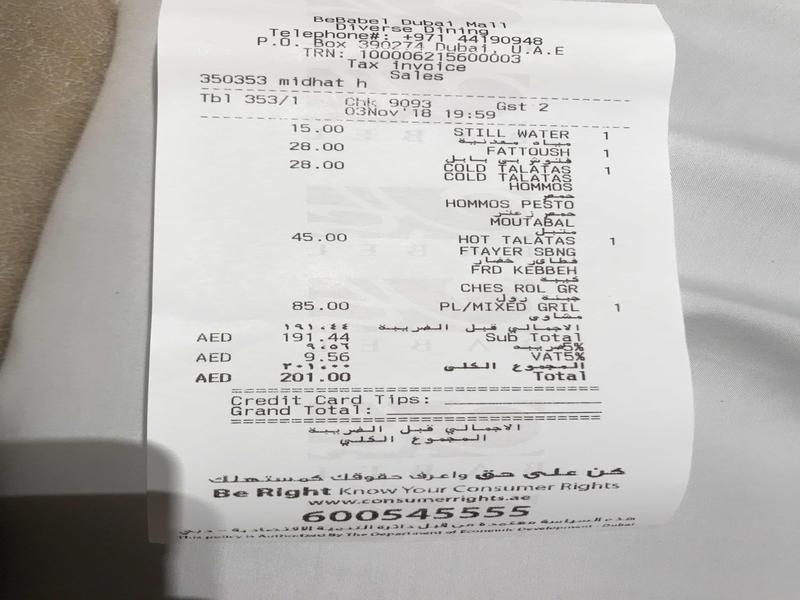 BeBabel Dubai Mall
Diverse Dining
Telephone#: +971 44190948
P.O. Box 390274 Dubai, U.A.E
TRN: 100006215600003
Tax invoice
Sales
350353 midhat h
Tbl 353/1 Chk 9093 Gst 2
03Nov'18 19:59
15.00 STILL WATER 1
مياه معدنية
28.00 FATTOUSH 1
فتوش بي بابل
28.00 COLD TALATAS 1
COLD TALATAS
HOMMOS
حمص
HOMMOS PESTO
حمص زعتر
MOUTABAL
متبل
45.00 HOT TALATAS 1
FTAYER SBNG
فطائر خضار
FRD KEBBEH
كبيبة
CHES ROL GR
جبنة رول
85.00 PL/MIXED GRIL 1
مشاوي
١٩١.٤٤ الاجمالي قبل الضريبة
AED 191.44 Sub Total
٩.٥٦ ضريبه 5%
AED 9.56 VAT5%
٢٠١.٠٠ المجموع الكلي
AED 201.00 Total
Credit Card Tips:
Grand Total:
الاجمالي قبل الضريبة
المجموع الكلي
كن على حق واعرف حقوقك كمستهلك
Be Right Know Your Consumer Rights
www.consumerrights.ae
600545555
هذه السياسة معتمدة من قبل دائرة التنمية الاقتصادية - دبي
This policy is Authorized By The Department of Economic Development - Dubai